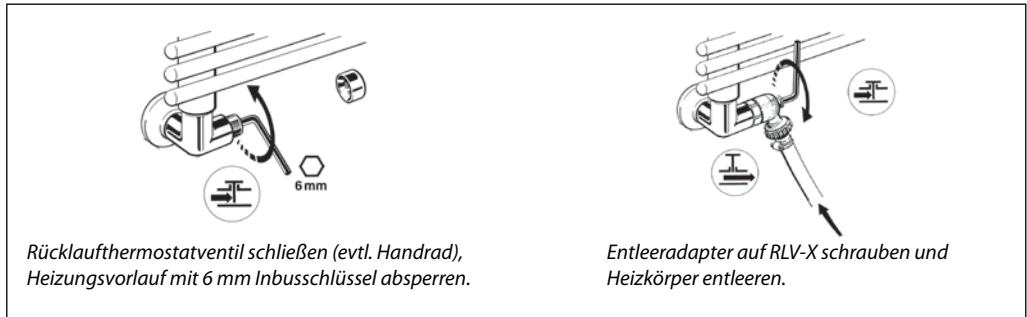 6 mm
Rücklaufthermostatventil schließen (evtl. Handrad),
Heizungsvorlauf mit 6 mm Inbusschlüssel absperren.
Entleeradapter auf RLV-X schrauben und
Heizkörper entleeren.